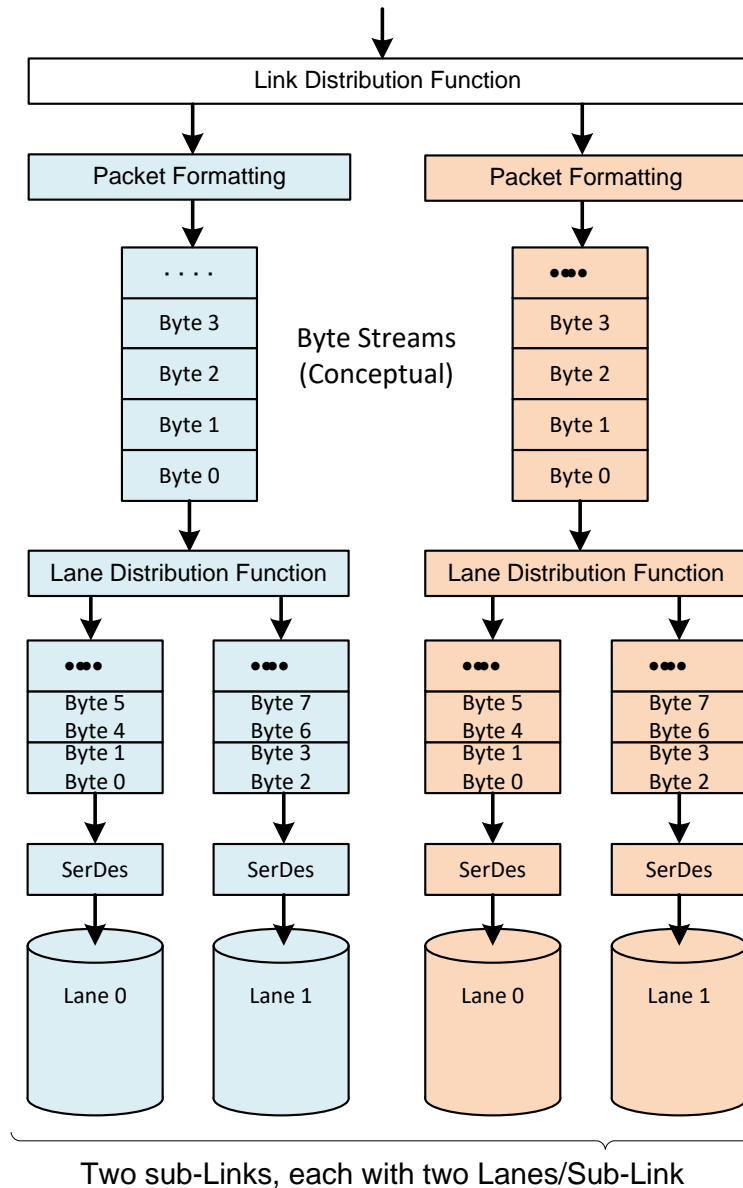 Link Distribution Function
Packet Formatting
Packet Formatting
. . . .
Byte 3
Byte 2
Byte 1
Byte 0
Byte Streams
(Conceptual)
••••
Byte 3
Byte 2
Byte 1
Byte 0
Lane Distribution Function
Lane Distribution Function
••••
Byte 5
Byte 4
Byte 1
Byte 0
••••
Byte 7
Byte 6
Byte 3
Byte 2
••••
Byte 5
Byte 4
Byte 1
Byte 0
••••
Byte 7
Byte 6
Byte 3
Byte 2
SerDes
SerDes
SerDes
SerDes
Lane 0
Lane 1
Lane 0
Lane 1
Two sub-Links, each with two Lanes/Sub-Link